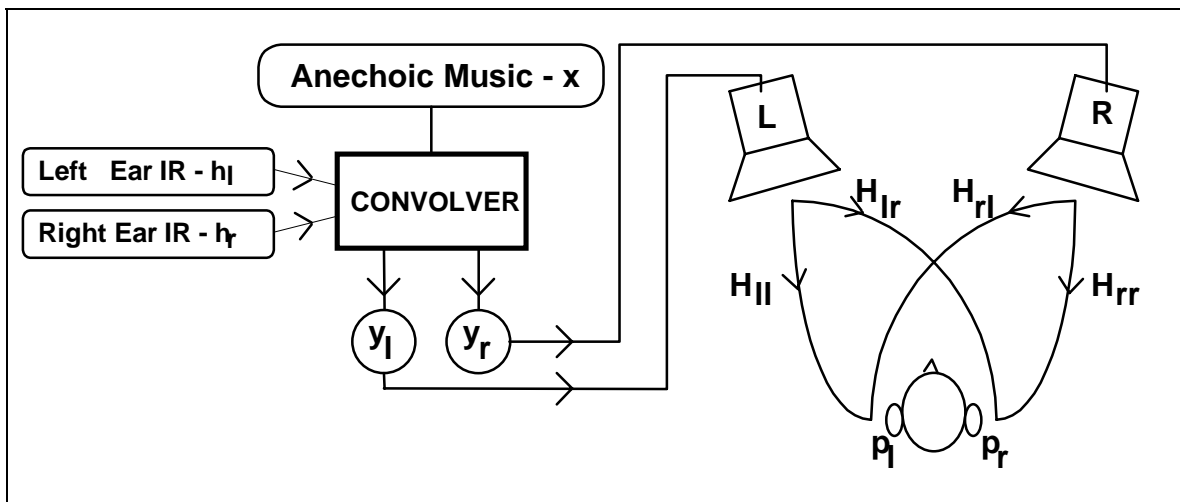 Anechoic Music - x
Left Ear IR - hl
Right Ear IR - hr
CONVOLVER
yl
yr
L
R
Hlr
Hrl
Hll
Hrr
pl
pr